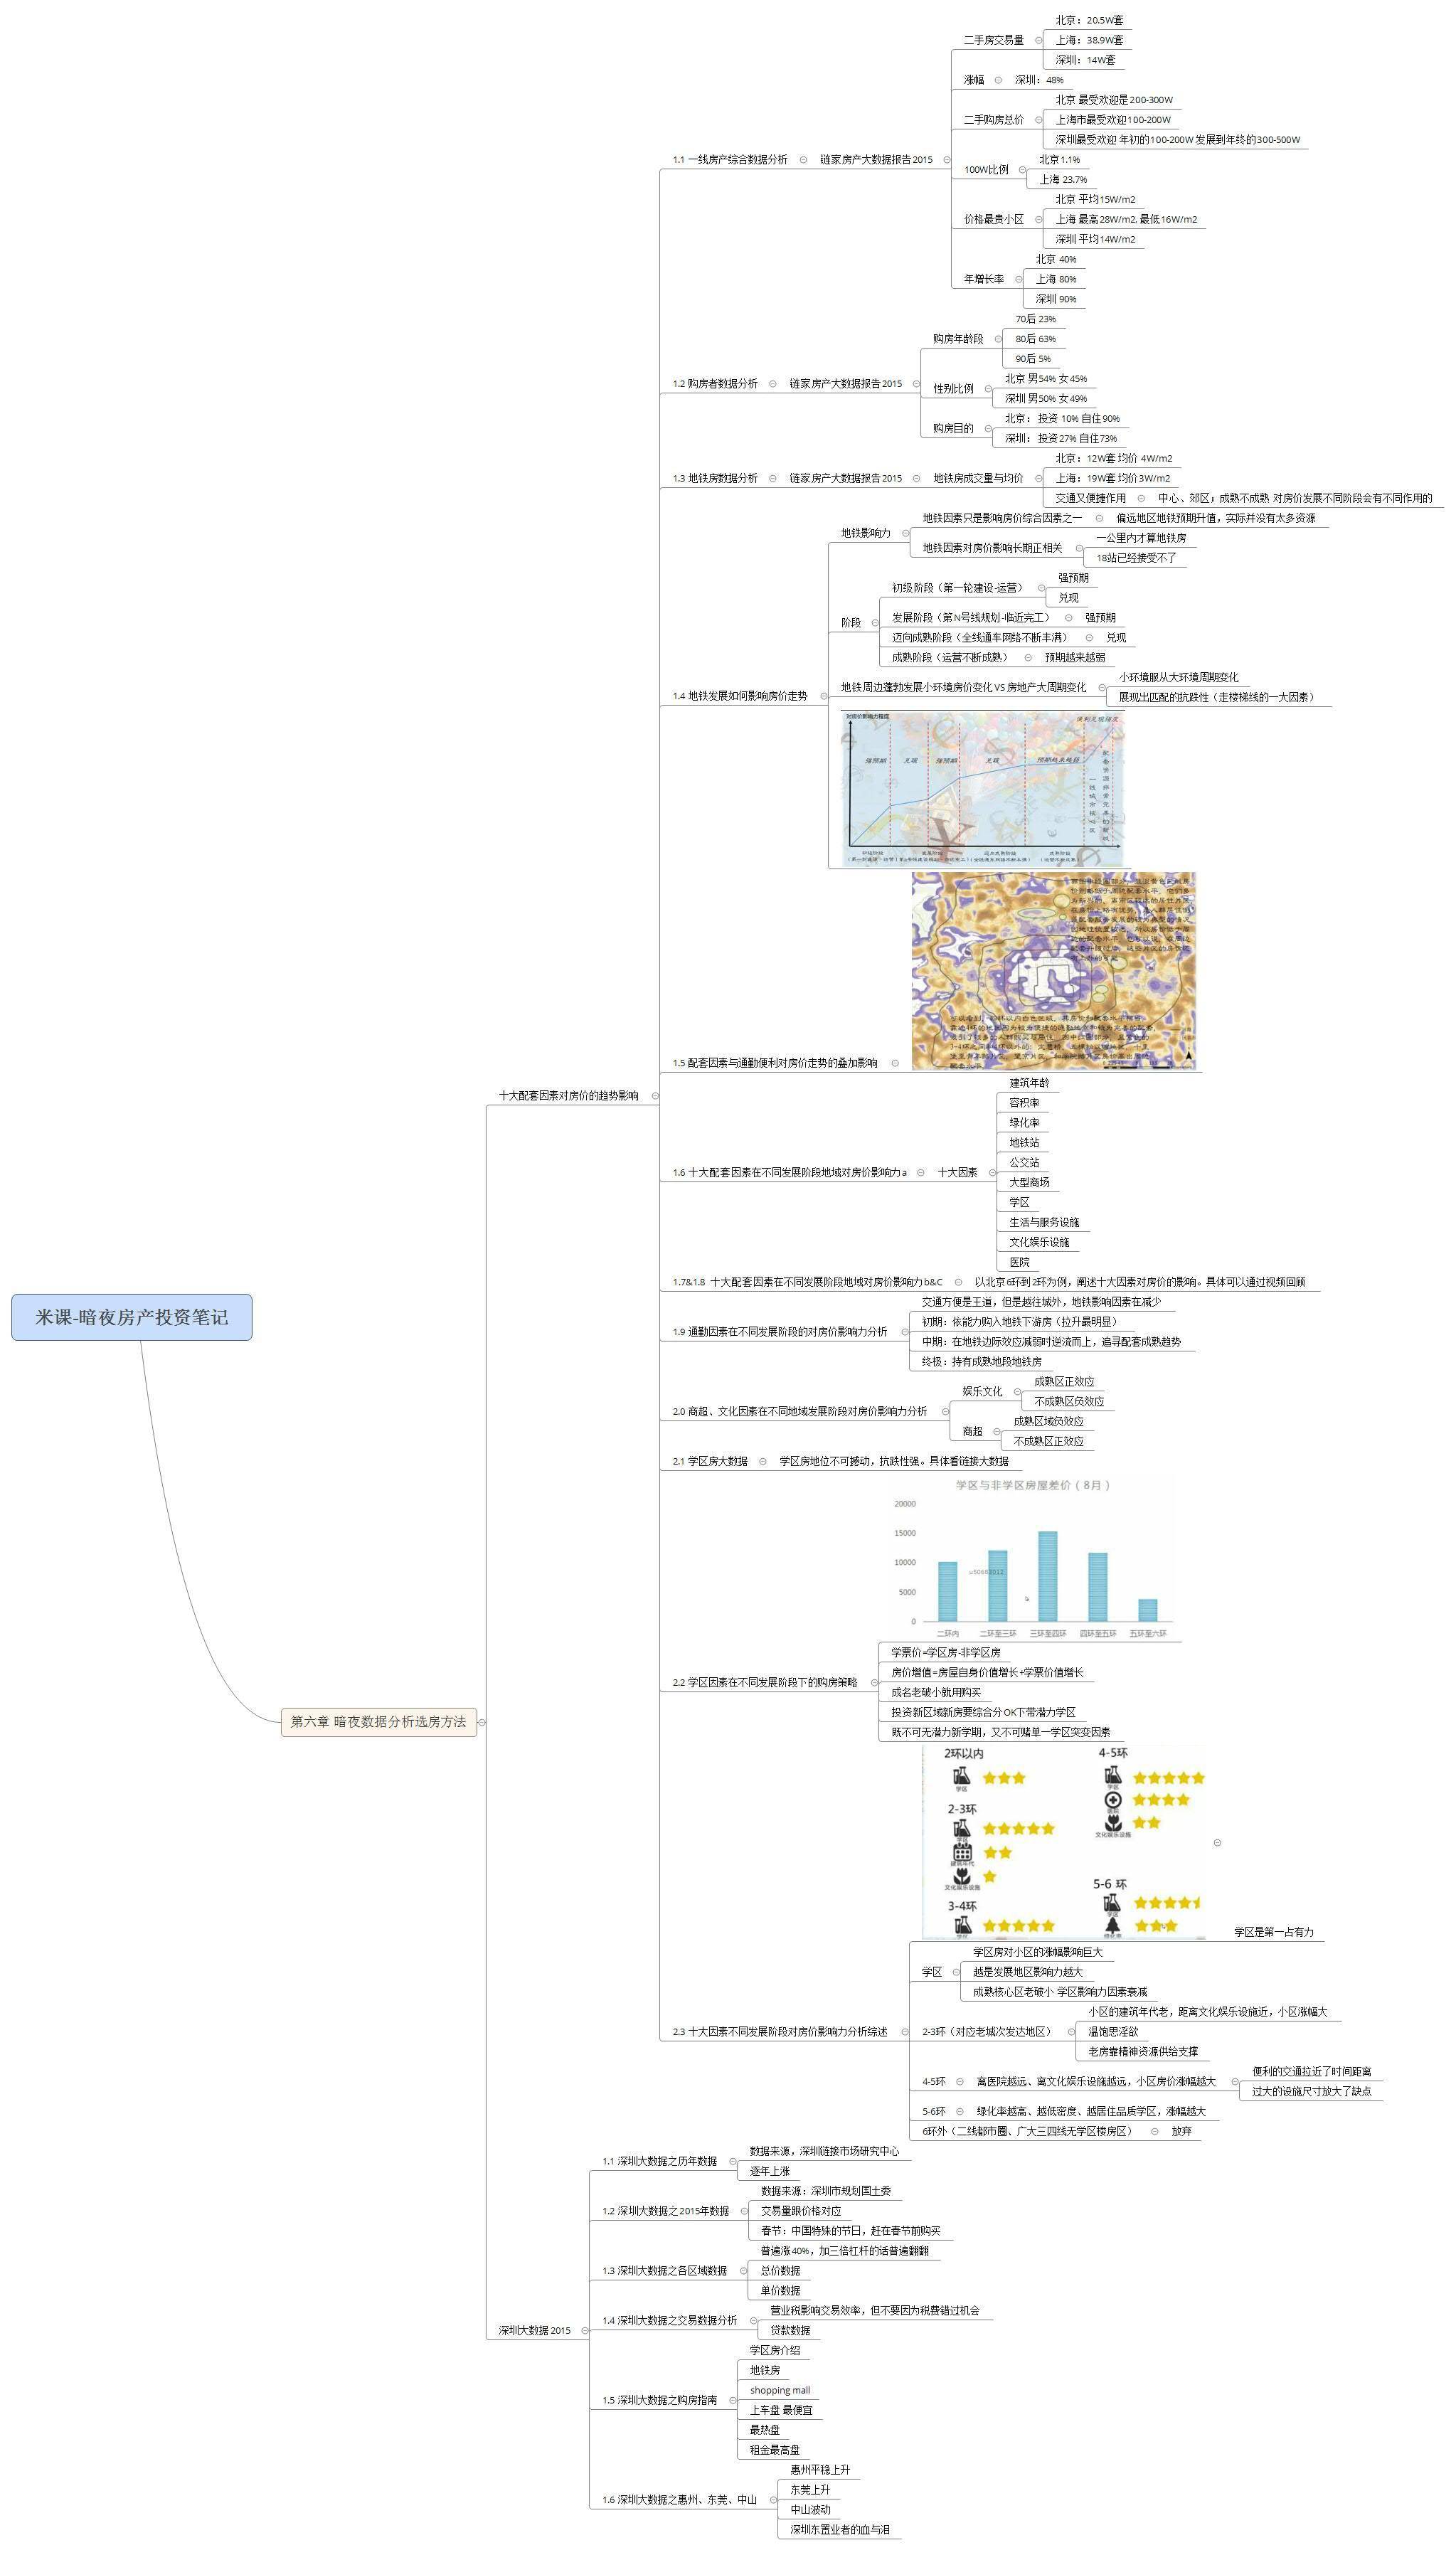 米课-暗夜房产投资笔记
第六章 暗夜数据分析选房方法
十大配套因素对房价的趋势影响
1.1 一线房产综合数据分析
链家房产大数据报告2015
二手房交易量
北京：20.5W套
上海：38.9W套
深圳：14W套
涨幅
深圳：48%
二手购房总价
北京 最受欢迎是200-300W
上海市最受欢迎100-200W
深圳最受欢迎 年初的100-200W 发展到年终的300-500W
100W比例
北京1.1%
上海 23.7%
价格最贵小区
北京 平均15W/m2
上海 最高28W/m2, 最低16W/m2
深圳 平均14W/m2
年增长率
北京 40%
上海 80%
深圳 90%
1.2 购房者数据分析
链家房产大数据报告2015
购房年龄段
70后 23%
80后 63%
90后 5%
性别比例
北京 男54% 女45%
深圳 男50% 女49%
购房目的
北京： 投资 10% 自住90%
深圳： 投资27% 自住73%
1.3 地铁房数据分析
链家房产大数据报告2015
地铁房成交量与均价
北京：12W套 均价 4W/m2
上海：19W套 均价3W/m2
交通又便捷作用
中心、郊区；成熟不成熟 对房价发展不同阶段会有不同作用的
1.4 地铁发展如何影响房价走势
地铁影响力
地铁因素只是影响房价综合因素之一
偏远地区地铁预期升值，实际并没有太多资源
地铁因素对房价影响长期正相关
一公里内才算地铁房
18站已经接受不了
阶段
初级阶段（第一轮建设-运营）
强预期
兑现
发展阶段（第N号线规划-临近完工）
强预期
迈向成熟阶段（全线通车网络不断丰满）
兑现
成熟阶段（运营不断成熟）
预期越来越弱
地铁周边蓬勃发展小环境房价变化 VS 房地产大周期变化
小环境服从大环境周期变化
展现出匹配的抗跌性（走楼梯线的一大因素）
对房价影响力程度
强预期
兑现
强预期
兑现
预期越来越弱
1.5 配套因素与通勤便利对房价走势的叠加影响
1.6 十大配套因素在不同发展阶段地域对房价影响力a
十大因素
建筑年龄
容积率
绿化率
地铁站
公交站
大型商场
学区
生活与服务设施
文化娱乐设施
医院
1.7&1.8 十大配套因素在不同发展阶段地域对房价影响力b&C
以北京6环到2环为例，阐述十大因素对房价的影响。具体可以通过视频回顾
1.9 通勤因素在不同发展阶段的对房价影响力分析
交通方便是王道，但是越往城外，地铁影响因素在减少
初期：依能力购入地铁下游房（拉升最明显）
中期：在地铁边际效应减弱时逆流而上，追寻配套成熟趋势
终极：持有成熟地段地铁房
2.0 商超、文化因素在不同地域发展阶段对房价影响力分析
娱乐文化
成熟区正效应
不成熟区负效应
商超
成熟区域负效应
不成熟区正效应
2.1 学区房大数据
学区房地位不可撼动，抗跌性强。具体看链接大数据
2.2 学区因素在不同发展阶段下的购房策略
学区与非学区房屋差价（8月）
20000
15000
10000
5000
0
二环内
二环至三环
三环至四环
四环至五环
五环至六环
学票价=学区房-非学区房
房价增值=房屋自身价值增长+学票价值增长
成名老破小就用购买
投资新区域新房要综合分OK下带潜力学区
既不可无潜力新学期，又不可赌单一学区突变因素
2.3 十大因素不同发展阶段对房价影响力分析综述
2环以内
学区
2-3环
学区
建筑年代
文化娱乐设施
3-4环
学区
4-5环
学区
医院
文化娱乐设施
5-6 环
学区
绿化率
学区是第一占有力
学区
学区房对小区的涨幅影响巨大
越是发展地区影响力越大
成熟核心区老破小 学区影响力因素衰减
2-3环（对应老城次发达地区）
小区的建筑年代老，距离文化娱乐设施近，小区涨幅大
温饱思淫欲
老房靠精神资源供给支撑
4-5环
离医院越远、离文化娱乐设施越远，小区房价涨幅越大
便利的交通拉近了时间距离
过大的设施尺寸放大了缺点
5-6环
绿化率越高、越低密度、越居住品质学区，涨幅越大
6环外（二线都市圈、广大三四线无学区楼房区）
放弃
深圳大数据 2015
1.1 深圳大数据之历年数据
数据来源，深圳链接市场研究中心
逐年上涨
1.2 深圳大数据之2015年数据
数据来源：深圳市规划国土委
交易量跟价格对应
春节：中国特殊的节日，赶在春节前购买
1.3 深圳大数据之各区域数据
普遍涨40%，加三倍杠杆的话普遍翻翻
总价数据
单价数据
1.4 深圳大数据之交易数据分析
营业税影响交易效率，但不要因为税费错过机会
贷款数据
1.5 深圳大数据之购房指南
学区房介绍
地铁房
shopping mall
上车盘 最便宜
最热盘
租金最高盘
1.6 深圳大数据之惠州、东莞、中山
惠州平稳上升
东莞上升
中山波动
深圳东置业者的血与泪